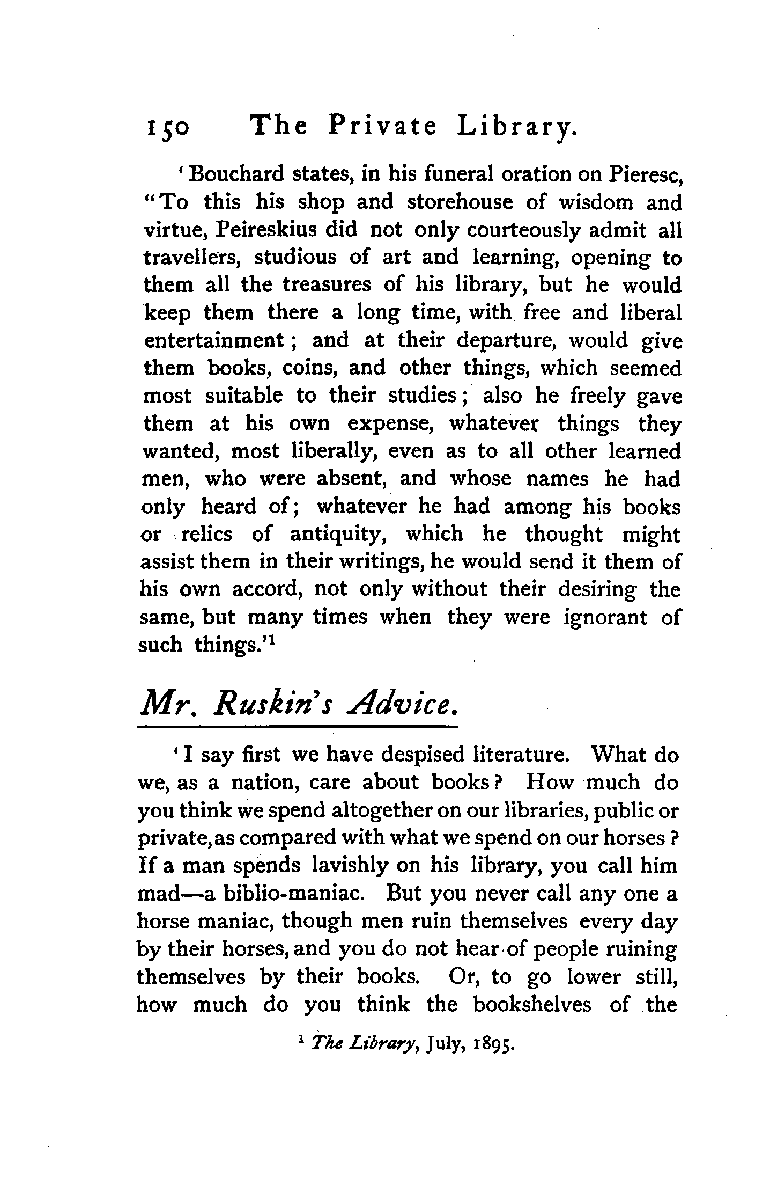 150 The Private Library.
‘Bouchard states, in his funeral oration on Pieresc,
“To this his shop and storehouse of wisdom and
virtue, Peireskius did not only courteously admit all
travellers, studious of art and learning, opening to
them all the treasures of his library, but he would
keep them there a long time, with free and liberal
entertainment; and at their departure, would give
them books, coins, and other things, which seemed
most suitable to their studies; also he freely gave
them at his own expense, whatever things they
wanted, most liberally, even as to all other learned
men, who were absent, and whose names he had
only heard of; whatever he had among his books
or relics of antiquity, which he thought might
assist them in their writings, he would send it them of
his own accord, not only without their desiring the
same, but many times when they were ignorant of
such things.’¹
Mr. Ruskin’s Advice.
‘I say first we have despised literature. What do
we, as a nation, care about books? How much do
you think we spend altogether on our libraries, public or
private, as compared with what we spend on our horses?
If a man spends lavishly on his library, you call him
mad—a biblio-maniac. But you never call any one a
horse maniac, though men ruin themselves every day
by their horses, and you do not hear of people ruining
themselves by their books. Or, to go lower still,
how much do you think the bookshelves of the
¹ The Library, July, 1895.